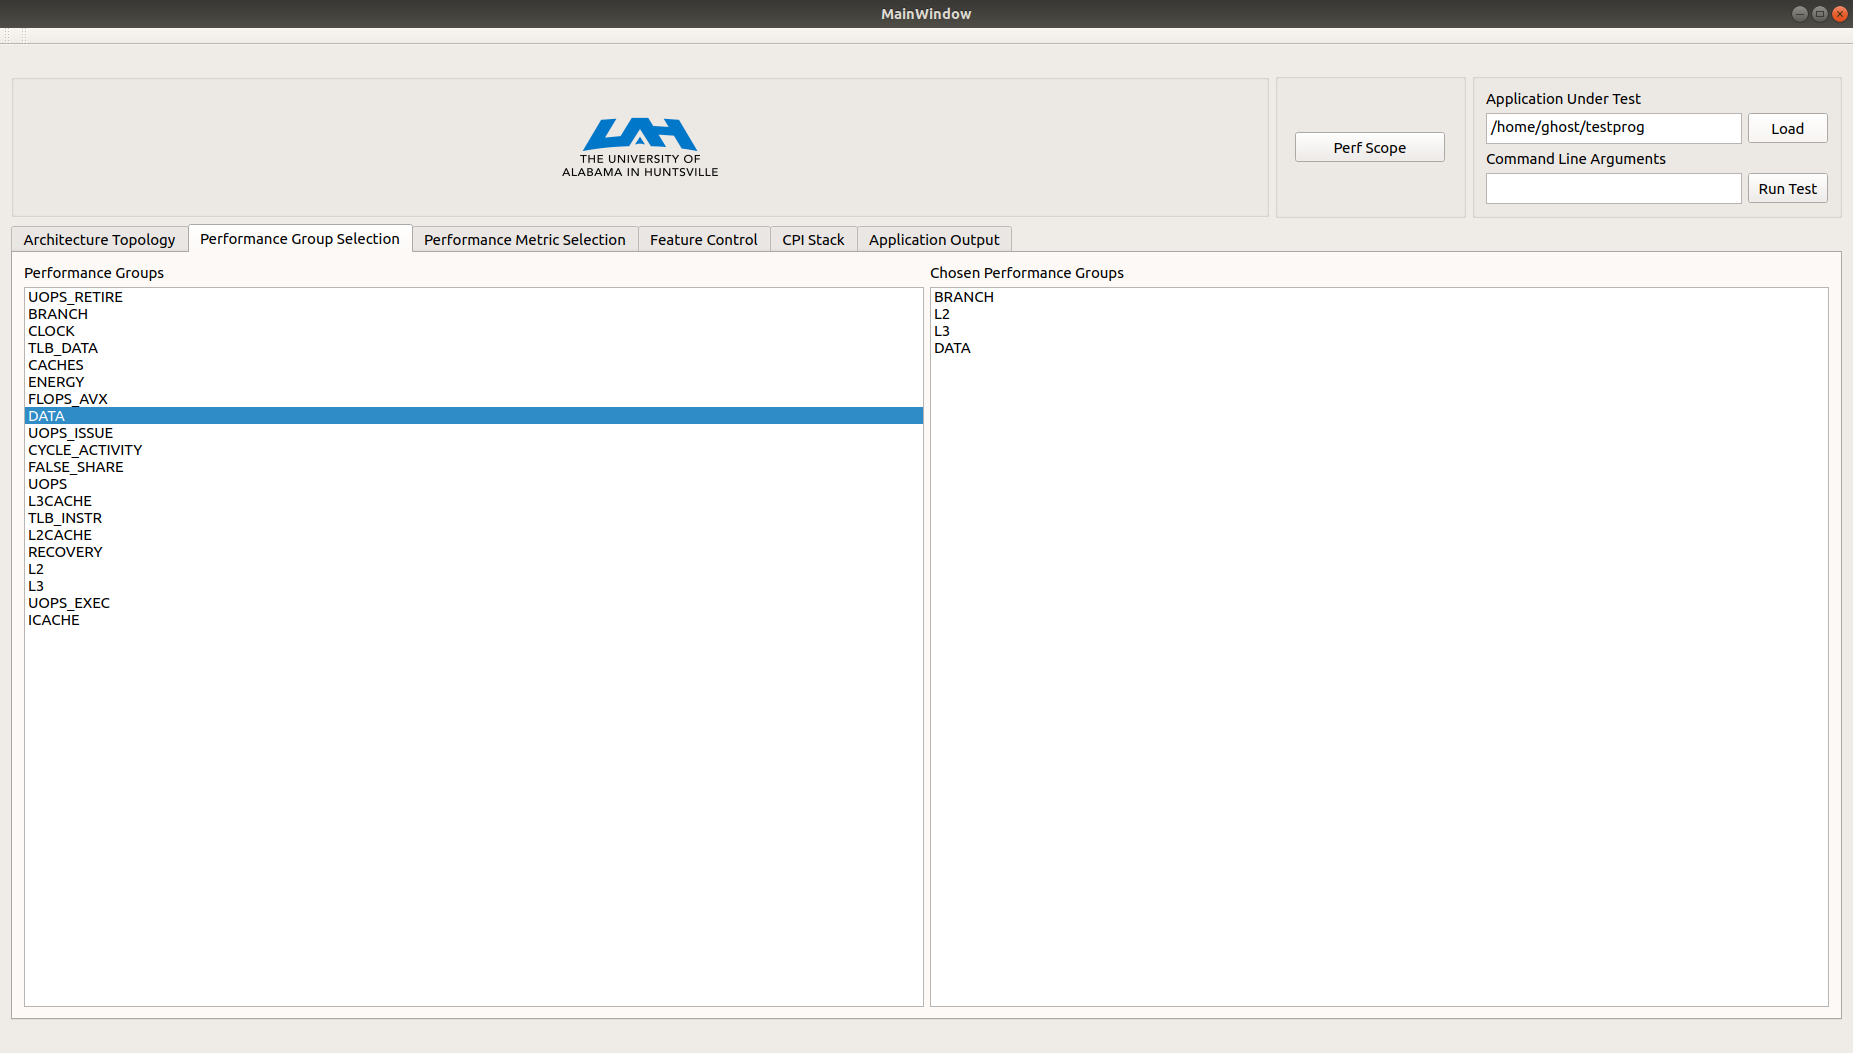 MainWindow
THE UNIVERSITY OF
ALABAMA IN HUNTSVILLE
Perf Scope
Application Under Test
/home/ghost/testprog
Load
Command Line Arguments
Run Test
Architecture Topology
Performance Group Selection
Performance Metric Selection
Feature Control
CPI Stack
Application Output
Performance Groups
UOPS_RETIRE
BRANCH
CLOCK
TLB_DATA
CACHES
ENERGY
FLOPS_AVX
DATA
UOPS_ISSUE
CYCLE_ACTIVITY
FALSE_SHARE
UOPS
L3CACHE
TLB_INSTR
L2CACHE
RECOVERY
L2
L3
UOPS_EXEC
ICACHE
Chosen Performance Groups
BRANCH
L2
L3
DATA